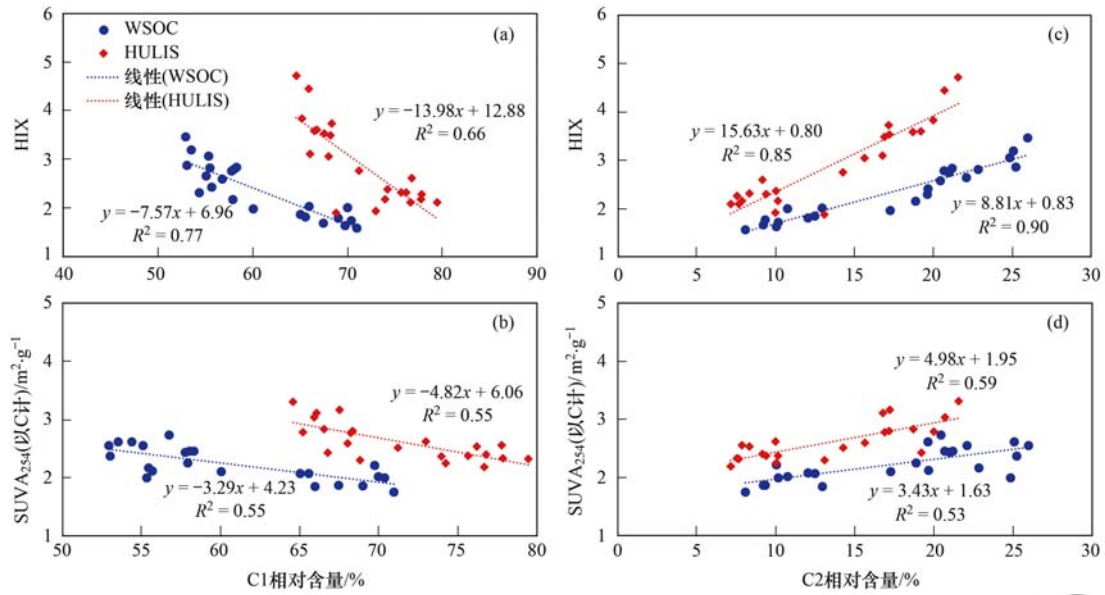 6
5
4
3
2
1
HIX
WSOC
HULIS
线性(WSOC)
线性(HULIS)
(a)
y = −13.98x + 12.88
R² = 0.66
y = −7.57x + 6.96
R² = 0.77
40 50 60 70 80 90
6
5
4
3
2
1
HIX
(c)
y = 15.63x + 0.80
R² = 0.85
y = 8.81x + 0.83
R² = 0.90
0 5 10 15 20 25 30
5
4
3
2
1
SUVA₂₅₄(以C计)/m²·g⁻¹
(b)
y = −4.82x + 6.06
R² = 0.55
y = −3.29x + 4.23
R² = 0.55
50 55 60 65 70 75 80
C1相对含量/%
5
4
3
2
1
SUVA₂₅₄(以C计)/m²·g⁻¹
(d)
y = 4.98x + 1.95
R² = 0.59
y = 3.43x + 1.63
R² = 0.53
0 5 10 15 20 25 30
C2相对含量/%